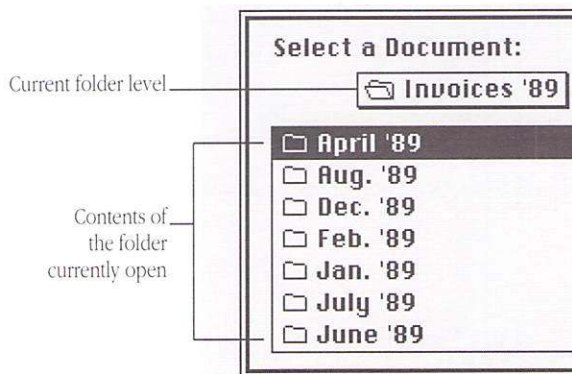 Select a Document:
Current folder level
Invoices '89
April '89
Aug. '89
Dec. '89
Feb. '89
Jan. '89
July '89
June '89
Contents of
the folder
currently open